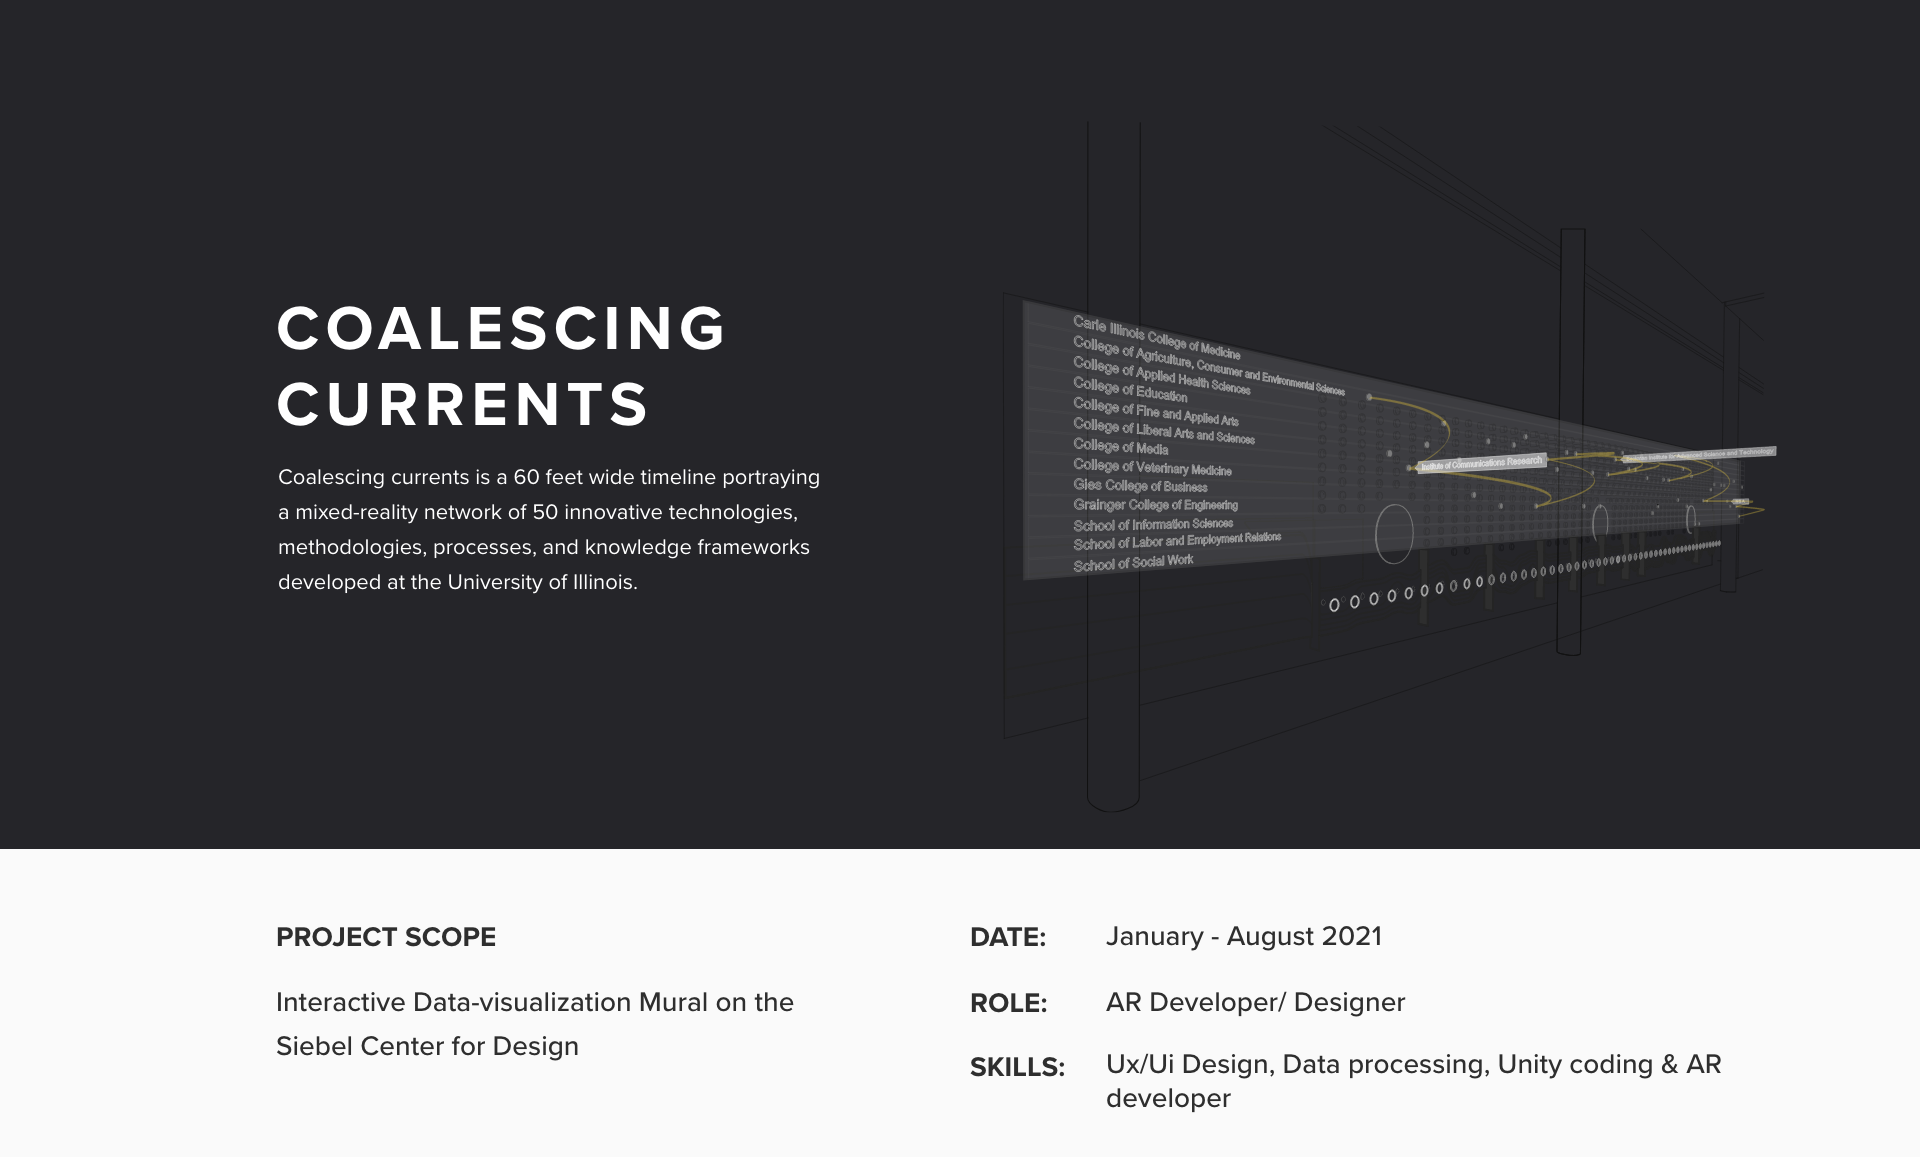 COALESCING
CURRENTS
Coalescing currents is a 60 feet wide timeline portraying
a mixed-reality network of 50 innovative technologies,
methodologies, processes, and knowledge frameworks
developed at the University of Illinois.
Carle Illinois College of Medicine
College of Agriculture, Consumer and Environmental Sciences
College of Applied Health Sciences
College of Education
College of Fine and Applied Arts
College of Liberal Arts and Sciences
College of Media
College of Veterinary Medicine
Gies College of Business
Grainger College of Engineering
School of Information Sciences
School of Labor and Employment Relations
School of Social Work
Institute of Communications Research
Institute for Advanced Science and Technology
PROJECT SCOPE
Interactive Data-visualization Mural on the
Siebel Center for Design
DATE: January - August 2021
ROLE: AR Developer/ Designer
SKILLS: Ux/Ui Design, Data processing, Unity coding & AR
developer